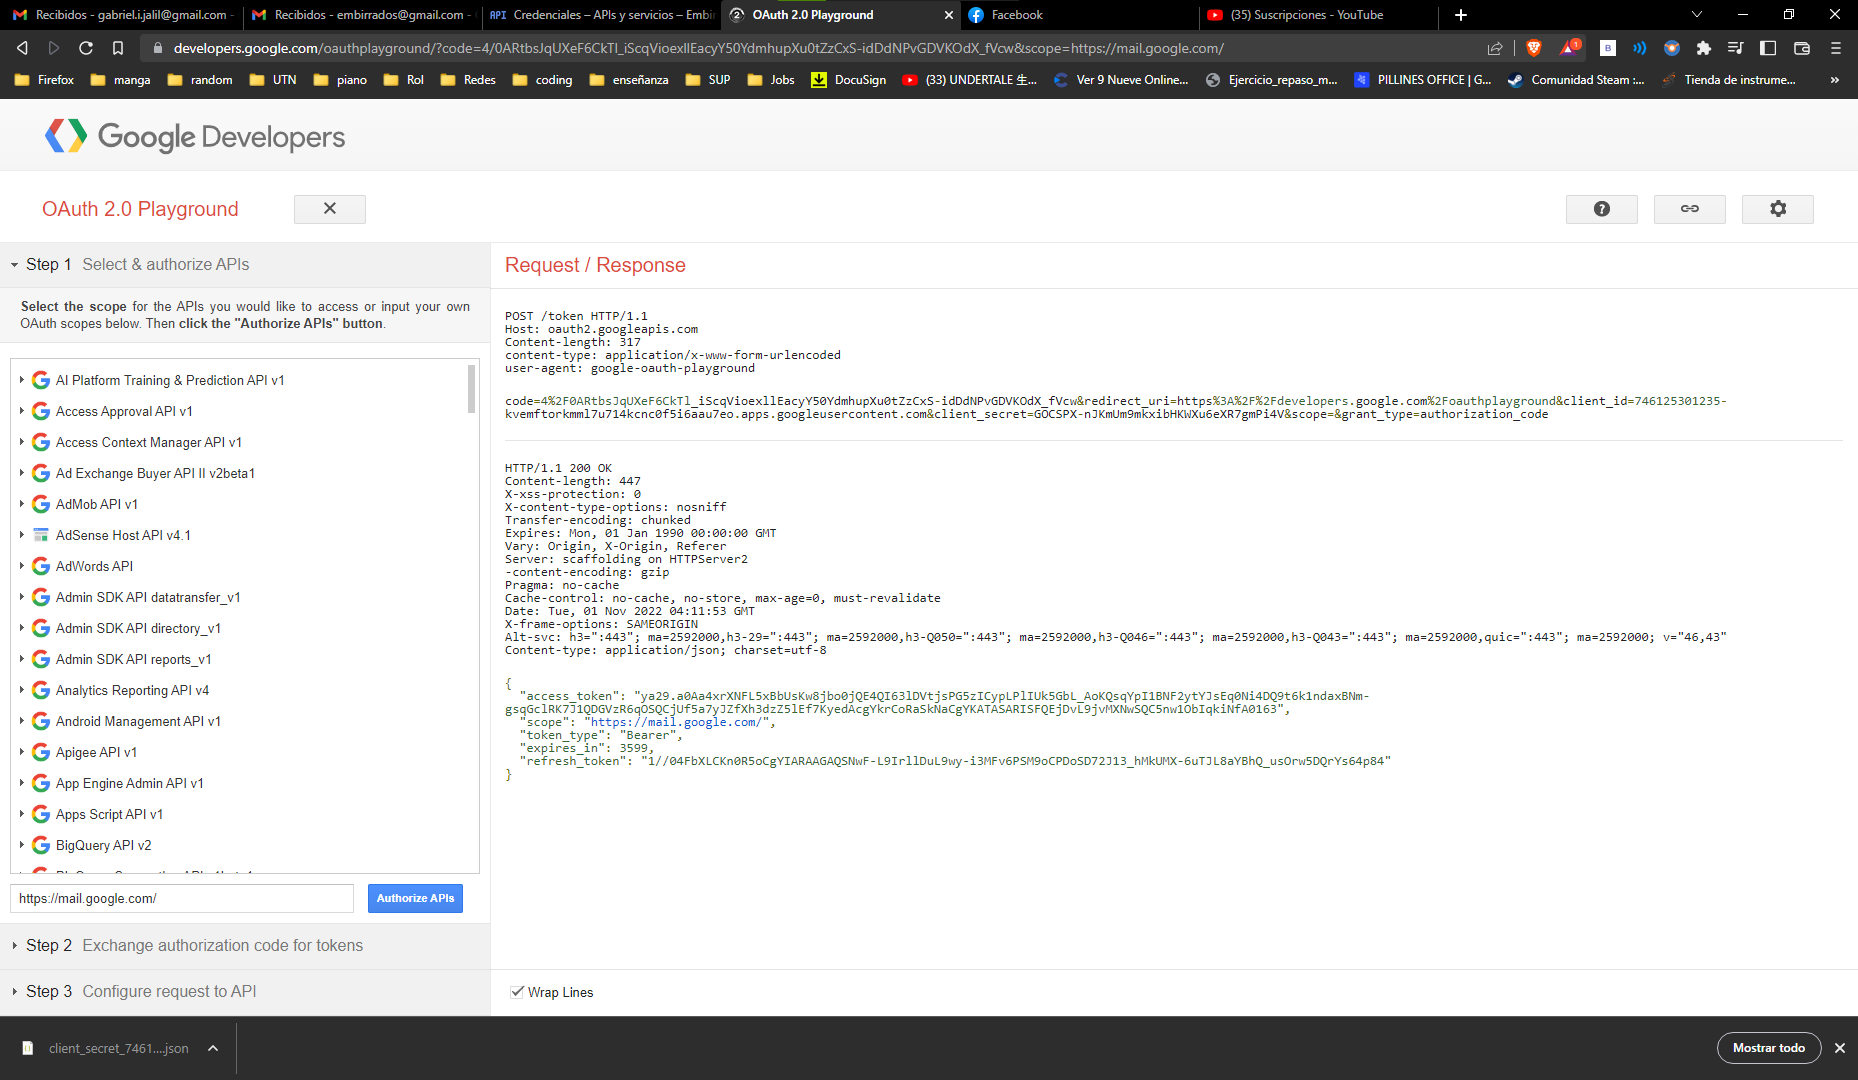 Recibidos - gabriel.i.jalil@gmail.com -
Recibidos - embirrados@gmail.com -
API Credenciales – APIs y servicios – Embir
OAuth 2.0 Playground
Facebook
(35) Suscripciones - YouTube
developers.google.com/oauthplayground/?code=4/0ARtbsJqUXeF6CkTl_iScqVioexllEacyY50YdmhupXu0tZzCxS-idDdNPvGDVKOdX_fVcw&scope=https://mail.google.com/
Firefox
manga
random
UTN
piano
Rol
Redes
coding
enseñanza
SUP
Jobs
DocuSign
(33) UNDERTALE 生...
Ver 9 Nueve Online...
Ejercicio_repaso_m...
PILLINES OFFICE | G...
Comunidad Steam :...
Tienda de instrume...
»
Google Developers
OAuth 2.0 Playground
Step 1 Select & authorize APIs
Select the scope for the APIs you would like to access or input your own
OAuth scopes below. Then click the "Authorize APIs" button.
AI Platform Training & Prediction API v1
Access Approval API v1
Access Context Manager API v1
Ad Exchange Buyer API II v2beta1
AdMob API v1
AdSense Host API v4.1
AdWords API
Admin SDK API datatransfer_v1
Admin SDK API directory_v1
Admin SDK API reports_v1
Analytics Reporting API v4
Android Management API v1
Apigee API v1
App Engine Admin API v1
Apps Script API v1
BigQuery API v2
https://mail.google.com/
Authorize APIs
Step 2 Exchange authorization code for tokens
Step 3 Configure request to API
Request / Response
POST /token HTTP/1.1
Host: oauth2.googleapis.com
Content-length: 317
content-type: application/x-www-form-urlencoded
user-agent: google-oauth-playground
code=4%2F0ARtbsJqUXeF6CkTl_iScqVioexllEacyY50YdmhupXu0tZzCxS-idDdNPvGDVKOdX_fVcw&redirect_uri=https%3A%2F%2Fdevelopers.google.com%2Foauthplayground&client_id=746125301235-
kvemftorkmml7u714kcnc0f5i6aau7eo.apps.googleusercontent.com&client_secret=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&scope=&grant_type=authorization_code
HTTP/1.1 200 OK
Content-length: 447
X-xss-protection: 0
X-content-type-options: nosniff
Transfer-encoding: chunked
Expires: Mon, 01 Jan 1990 00:00:00 GMT
Vary: Origin, X-Origin, Referer
Server: scaffolding on HTTPServer2
-content-encoding: gzip
Pragma: no-cache
Cache-control: no-cache, no-store, max-age=0, must-revalidate
Date: Tue, 01 Nov 2022 04:11:53 GMT
X-frame-options: SAMEORIGIN
Alt-svc: h3=":443"; ma=2592000,h3-29=":443"; ma=2592000,h3-Q050=":443"; ma=2592000,h3-Q046=":443"; ma=2592000,h3-Q043=":443"; ma=2592000,quic=":443"; ma=2592000; v="46,43"
Content-type: application/json; charset=utf-8
{
"access_token": "ya29.a0Aa4xrXNFL5xBbUsKw8jbo0jQE4QI63lDVtjsPG5zICypLPlIUk5GbL_AoKQsqYpI1BNF2ytYJsEq0Ni4DQ9t6k1ndaxBNm-
gsqGclRK7J1QDGVzR6qOSQCjUf5a7yJZfXh3dzZ5lEf7KyedAcgYkrCoRaSkNaCgYKATASARISFQEjDvL9jvMXNwSQC5nw1ObIqkiNfA0163",
"scope": "https://mail.google.com/",
"token_type": "Bearer",
"expires_in": 3599,
"refresh_token": "1//04FbXLCKn0R5oCgYIARAAGAQSNwF-L9IrllDuL9wy-i3MFv6PSM9oCPDoSD72J13_hMkUMX-6uTJL8aYBhQ_usOrw5DQrYs64p84"
}
Wrap Lines
client_secret_7461....json
Mostrar todo